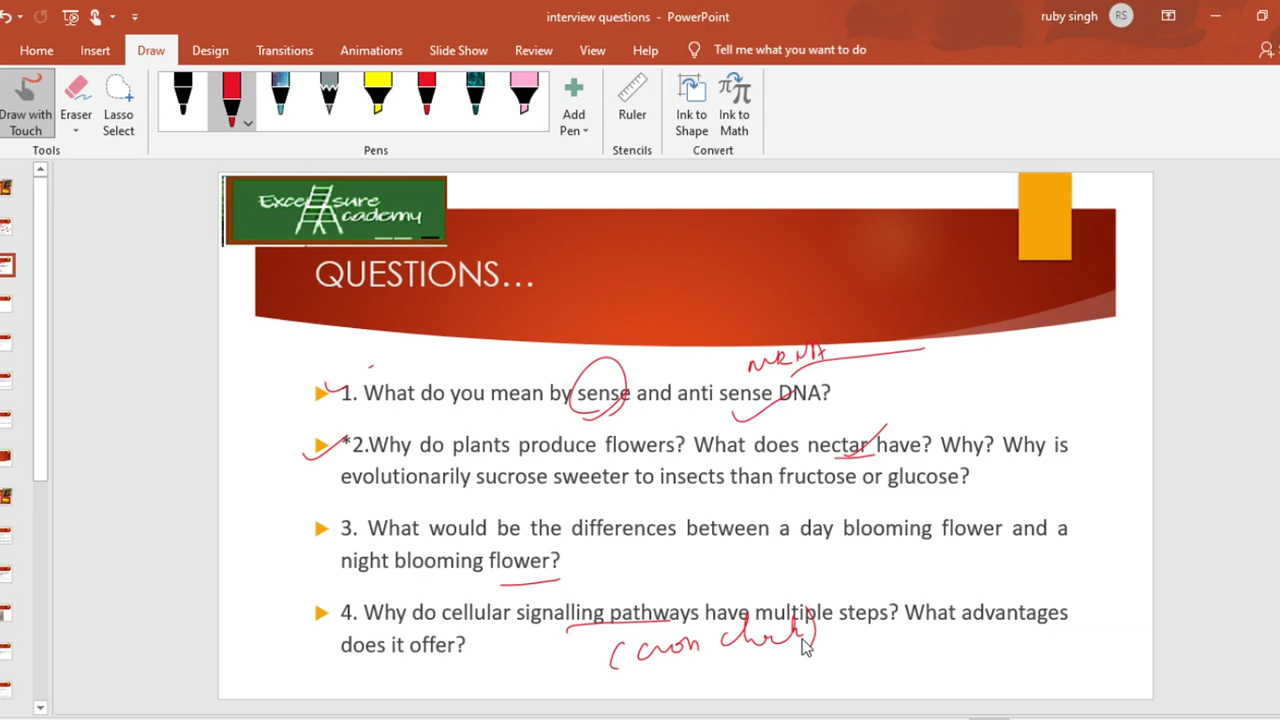 interview questions - PowerPoint
ruby singh
RS
Home Insert Draw Design Transitions Animations Slide Show Review View Help Tell me what you want to do
Draw with Touch
Eraser
Lasso Select
Add Pen
Ruler
Ink to Shape
Ink to Math
Tools
Pens
Stencils
Convert
Excel sure
Academy
QUESTIONS...
mRNA
1. What do you mean by sense and anti sense DNA?
*2.Why do plants produce flowers? What does nectar have? Why? Why is
evolutionarily sucrose sweeter to insects than fructose or glucose?
3. What would be the differences between a day blooming flower and a
night blooming flower?
4. Why do cellular signalling pathways have multiple steps? What advantages
does it offer?